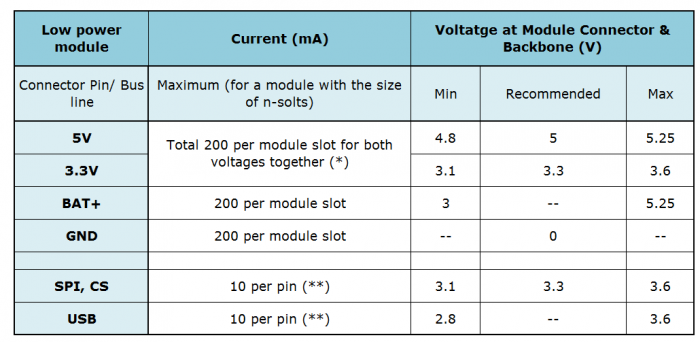 Low power module Current (mA) Voltatge at Module Connector & Backbone (V)
Connector Pin/ Bus line Maximum (for a module with the size of n-solts) Min Recommended Max
5V Total 200 per module slot for both voltages together (*) 4.8 5 5.25
3.3V 3.1 3.3 3.6
BAT+ 200 per module slot 3 -- 5.25
GND 200 per module slot -- 0 --
SPI, CS 10 per pin (**) 3.1 3.3 3.6
USB 10 per pin (**) 2.8 -- 3.6